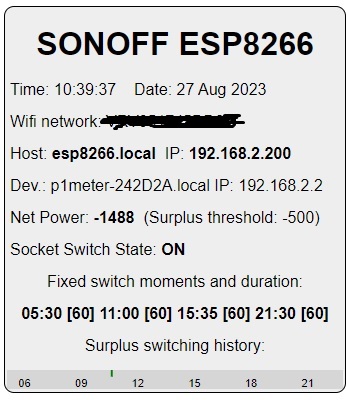 SONOFF ESP8266
Time: 10:39:37 Date: 27 Aug 2023
Wifi network:
Host: esp8266.local IP: 192.168.2.200
Dev.: p1meter-242D2A.local IP: 192.168.2.2
Net Power: -1488 (Surplus threshold: -500)
Socket Switch State: ON
Fixed switch moments and duration:
05:30 [60] 11:00 [60] 15:35 [60] 21:30 [60]
Surplus switching history:
06 09 12 15 18 21